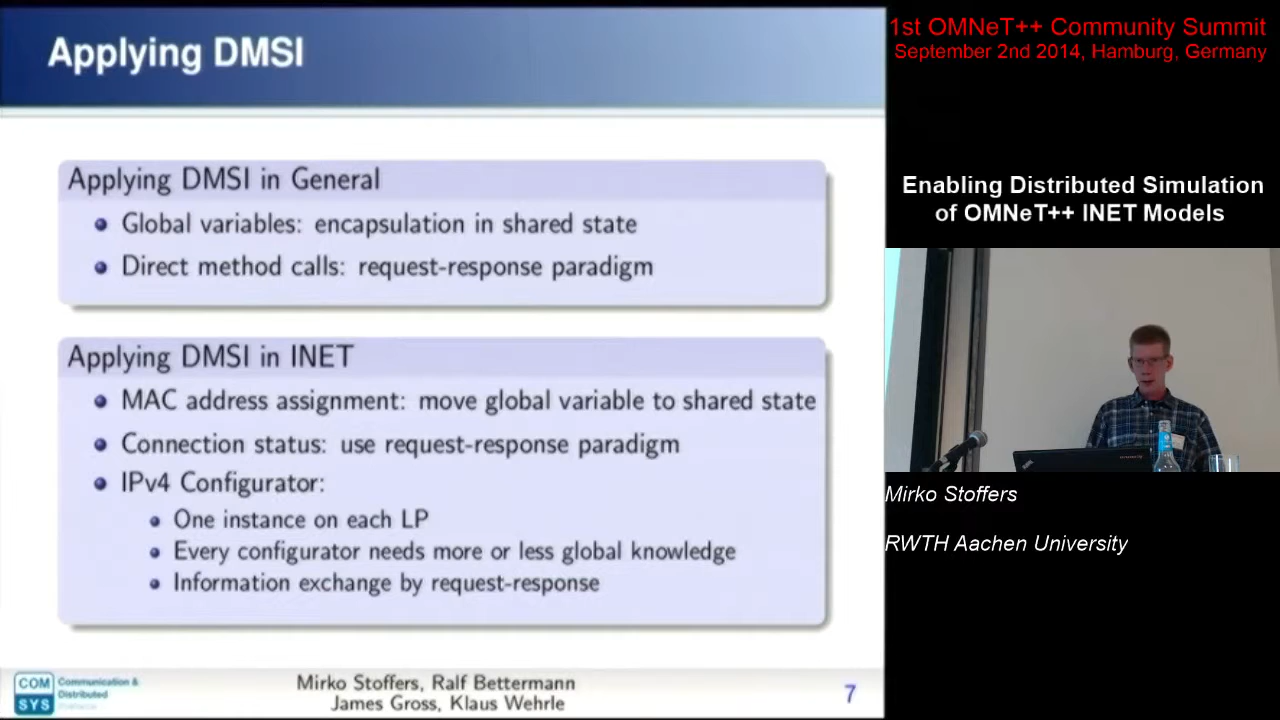 Applying DMSI
Applying DMSI in General
Global variables: encapsulation in shared state
Direct method calls: request-response paradigm
Applying DMSI in INET
MAC address assignment: move global variable to shared state
Connection status: use request-response paradigm
IPv4 Configurator:
One instance on each LP
Every configurator needs more or less global knowledge
Information exchange by request-response
COM
SYS
Communication &
Distributed
Mirko Stoffers, Ralf Bettermann
James Gross, Klaus Wehrle
7
1st OMNeT++ Community Summit
September 2nd 2014, Hamburg, Germany
Enabling Distributed Simulation
of OMNeT++ INET Models
Mirko Stoffers
RWTH Aachen University